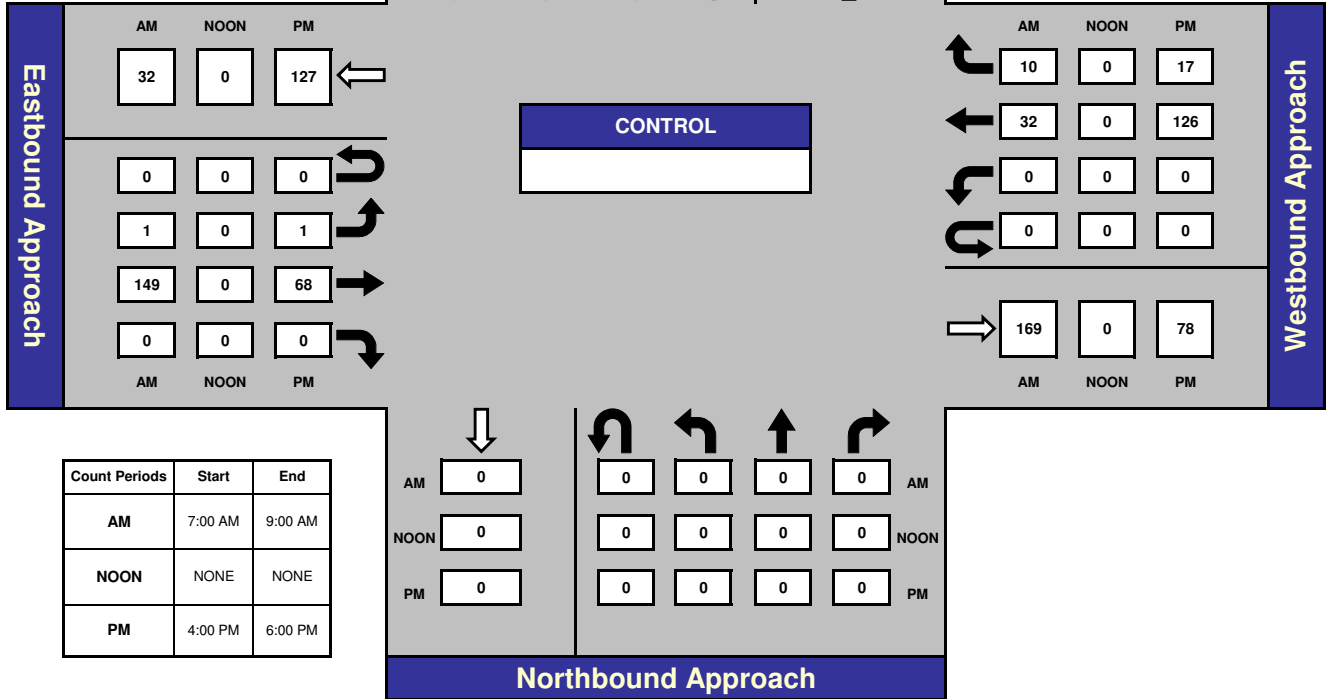 AM NOON PM
32 0 127
0 0 0
1 0 1
149 0 68
0 0 0
AM NOON PM
Eastbound Approach
CONTROL
AM NOON PM
10 0 17
32 0 126
0 0 0
0 0 0
169 0 78
AM NOON PM
Westbound Approach
Count Periods Start End
AM 7:00 AM 9:00 AM
NOON NONE NONE
PM 4:00 PM 6:00 PM
AM 0 0 0 0 0 AM
NOON 0 0 0 0 0 NOON
PM 0 0 0 0 0 PM
Northbound Approach